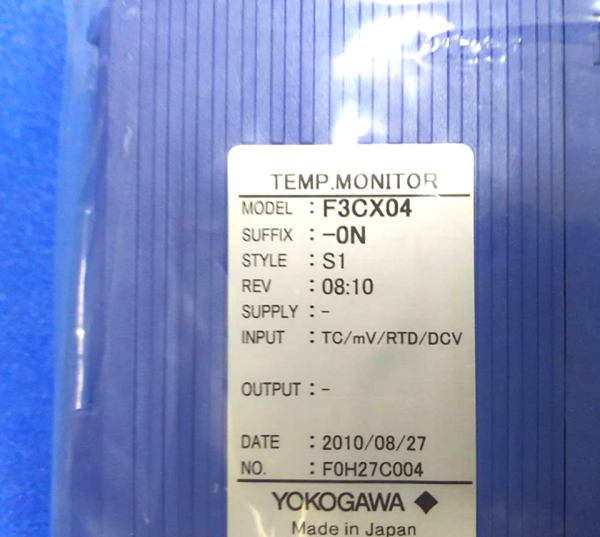 TEMP.MONITOR
MODEL : F3CX04
SUFFIX : -0N
STYLE : S1
REV : 08:10
SUPPLY : -
INPUT : TC/mV/RTD/DCV
OUTPUT : -
DATE : 2010/08/27
NO. : F0H27C004
YOKOGAWA ◆
Made in Japan